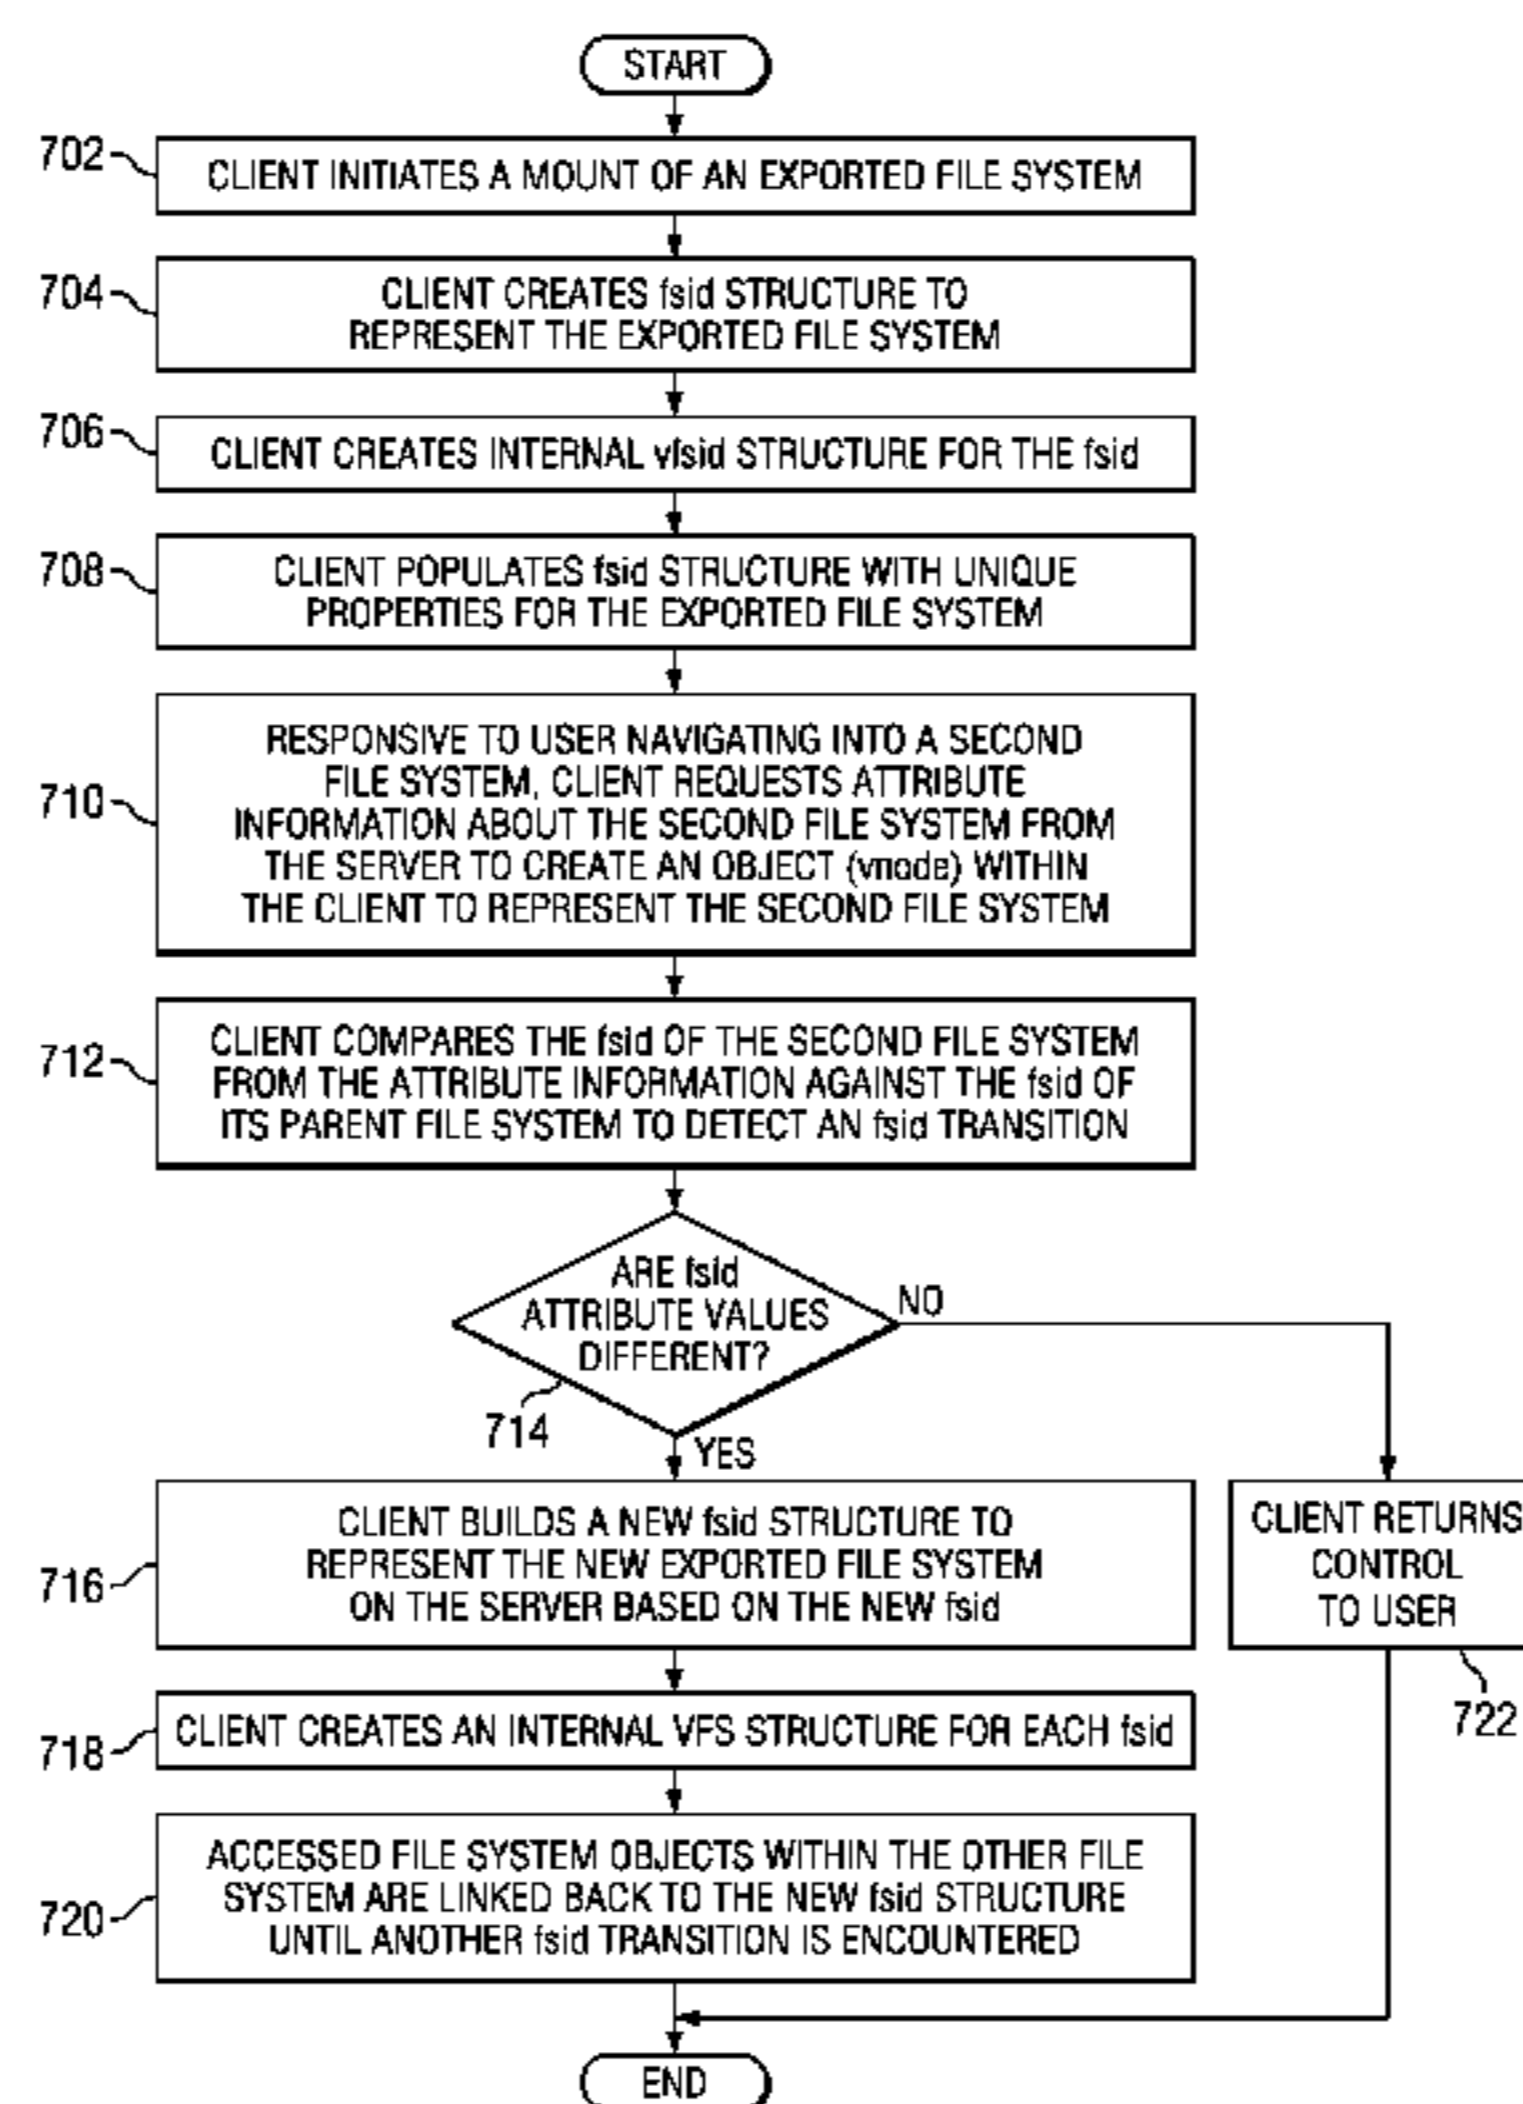 START
702
CLIENT INITIATES A MOUNT OF AN EXPORTED FILE SYSTEM
704
CLIENT CREATES fsid STRUCTURE TO
REPRESENT THE EXPORTED FILE SYSTEM
706
CLIENT CREATES INTERNAL vfsid STRUCTURE FOR THE fsid
708
CLIENT POPULATES fsid STRUCTURE WITH UNIQUE
PROPERTIES FOR THE EXPORTED FILE SYSTEM
710
RESPONSIVE TO USER NAVIGATING INTO A SECOND
FILE SYSTEM, CLIENT REQUESTS ATTRIBUTE
INFORMATION ABOUT THE SECOND FILE SYSTEM FROM
THE SERVER TO CREATE AN OBJECT (vnode) WITHIN
THE CLIENT TO REPRESENT THE SECOND FILE SYSTEM
712
CLIENT COMPARES THE fsid OF THE SECOND FILE SYSTEM
FROM THE ATTRIBUTE INFORMATION AGAINST THE fsid OF
ITS PARENT FILE SYSTEM TO DETECT AN fsid TRANSITION
ARE fsid
ATTRIBUTE VALUES
DIFFERENT?
NO
714
YES
716
CLIENT BUILDS A NEW fsid STRUCTURE TO
REPRESENT THE NEW EXPORTED FILE SYSTEM
ON THE SERVER BASED ON THE NEW fsid
CLIENT RETURNS
CONTROL
TO USER
722
718
CLIENT CREATES AN INTERNAL VFS STRUCTURE FOR EACH fsid
720
ACCESSED FILE SYSTEM OBJECTS WITHIN THE OTHER FILE
SYSTEM ARE LINKED BACK TO THE NEW fsid STRUCTURE
UNTIL ANOTHER fsid TRANSITION IS ENCOUNTERED
END